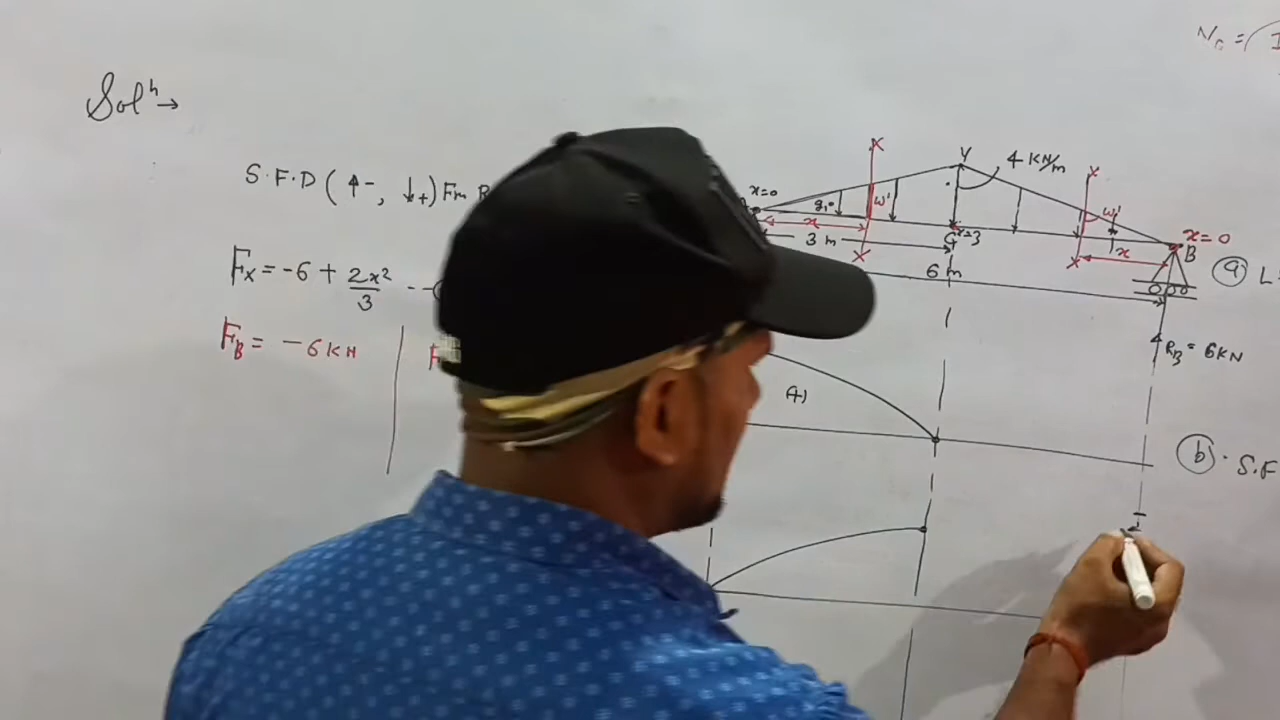 Solⁿ→
S.F.D (↑-, ↓+) Fm R
Fx = -6 + 2x²/3 --
FB = -6 KN
F
x=0
x
x
w'
x
3 m
Y
4 KN/m
6 m
x
x
w'
x
x=0
B
RB = 6KN
(+)
(a) L
(b). S.F